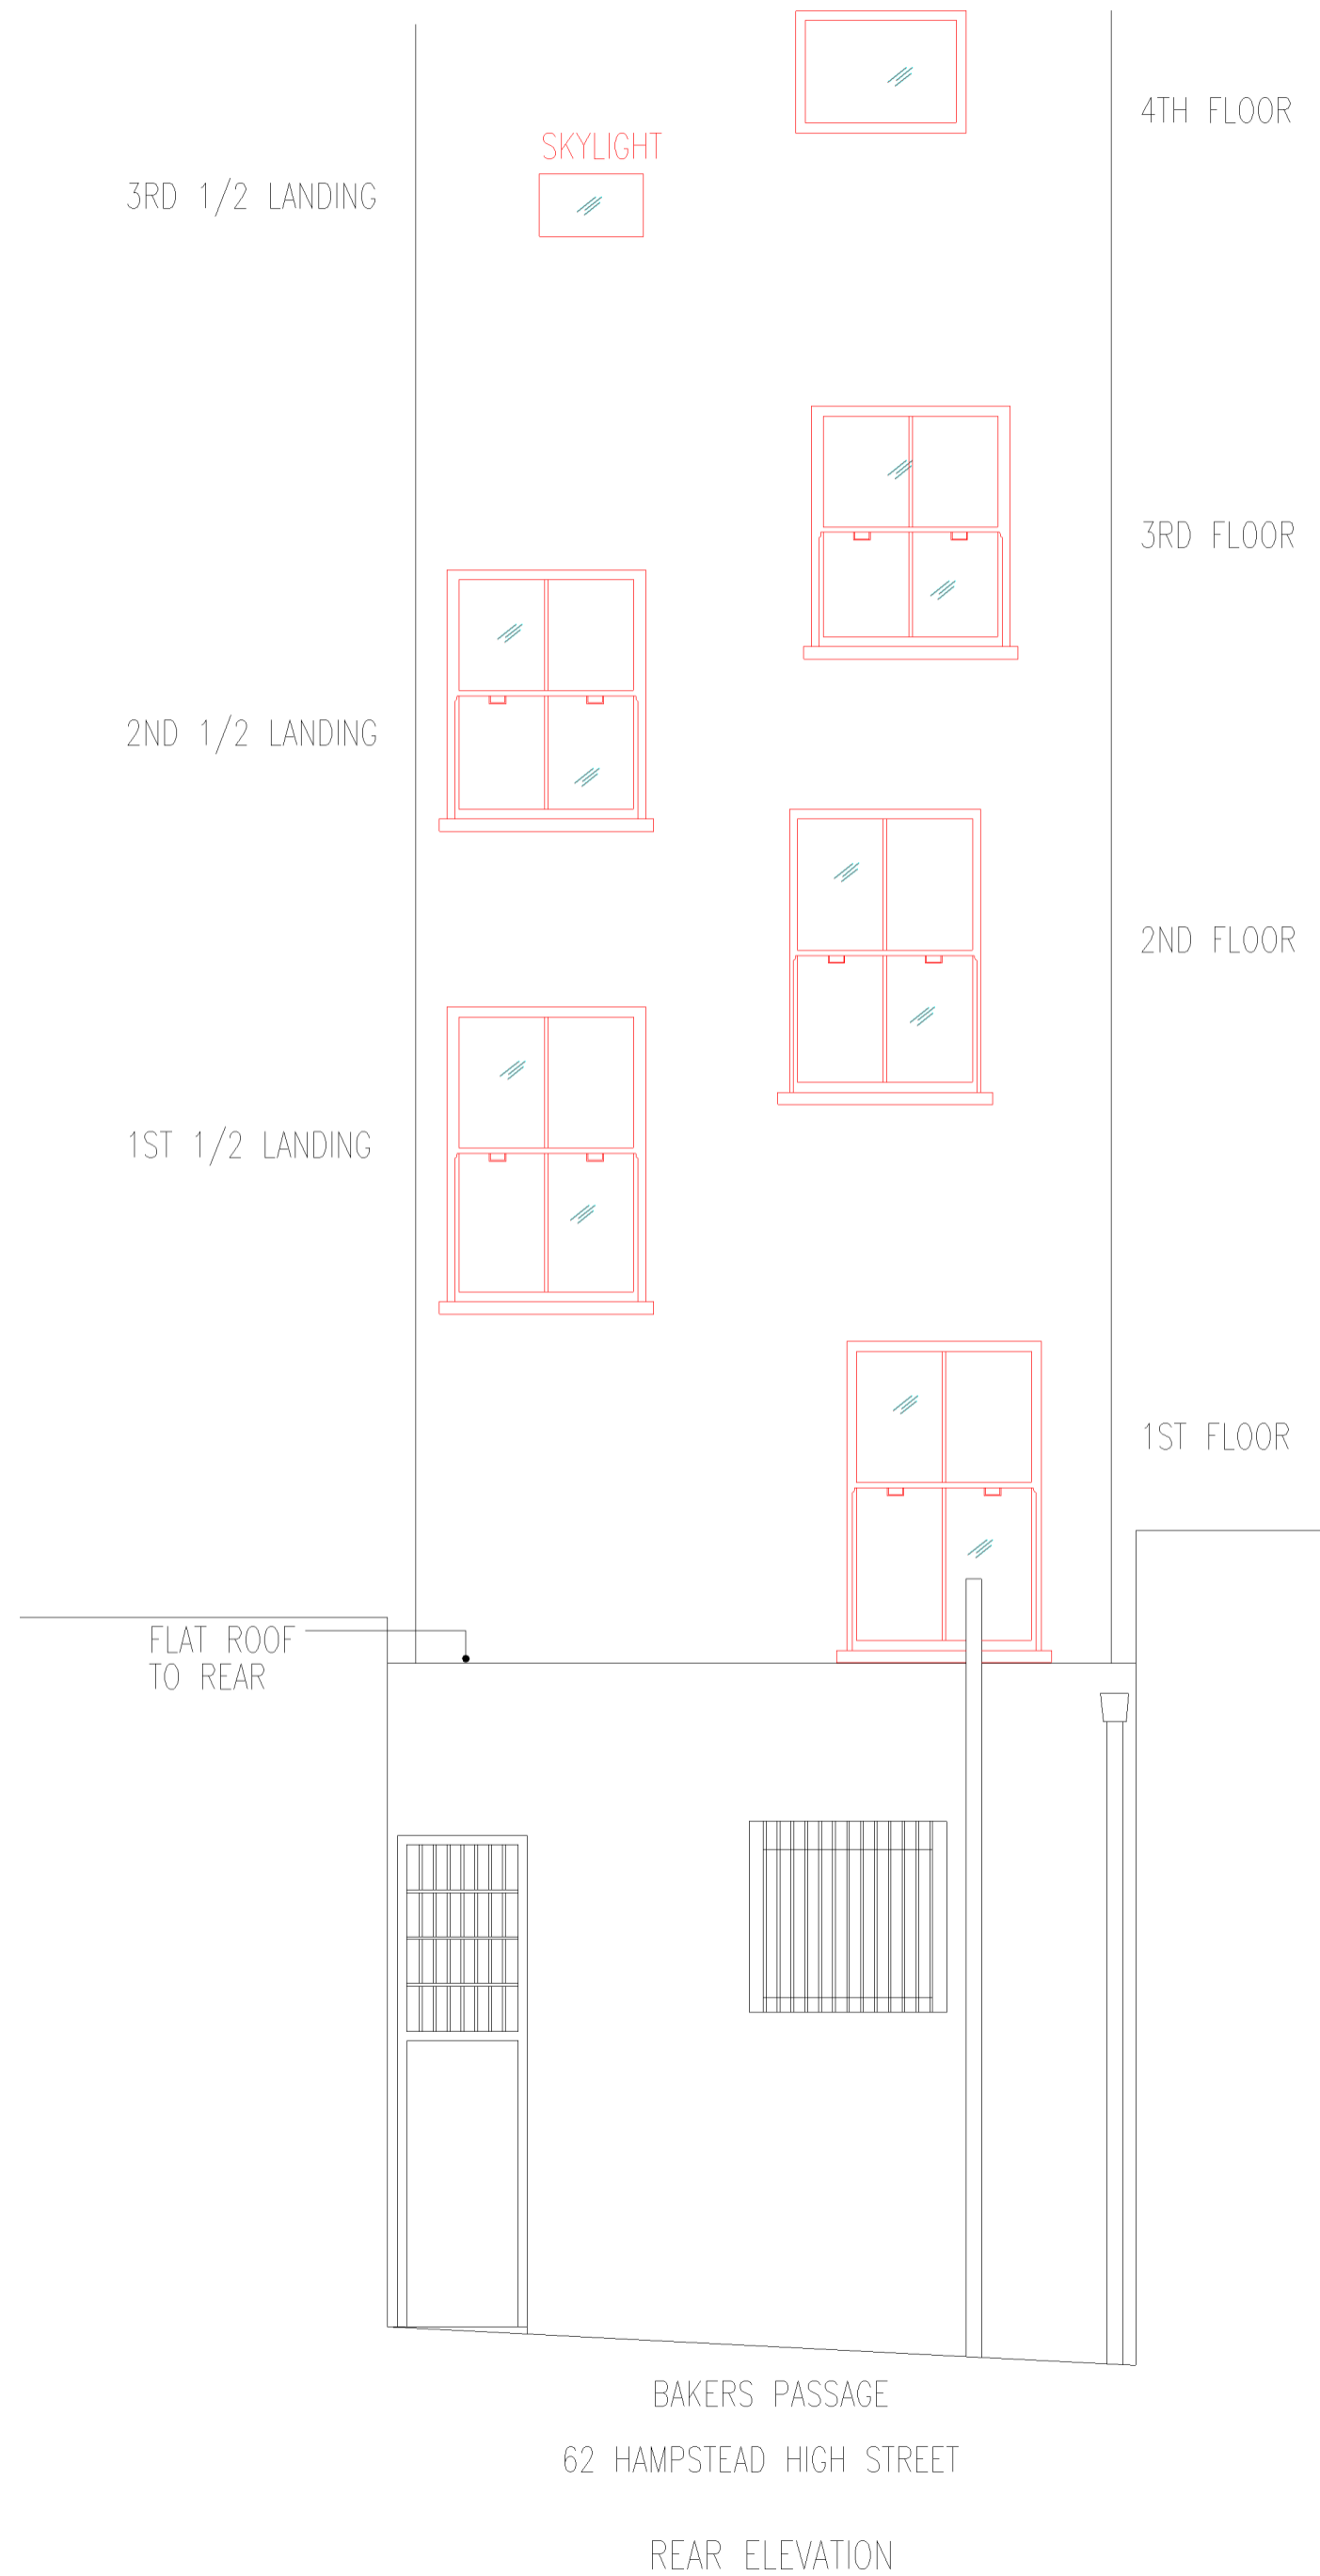 4TH FLOOR
SKYLIGHT
3RD 1/2 LANDING
3RD FLOOR
2ND 1/2 LANDING
2ND FLOOR
1ST 1/2 LANDING
1ST FLOOR
FLAT ROOF
TO REAR
BAKERS PASSAGE
62 HAMPSTEAD HIGH STREET
REAR ELEVATION